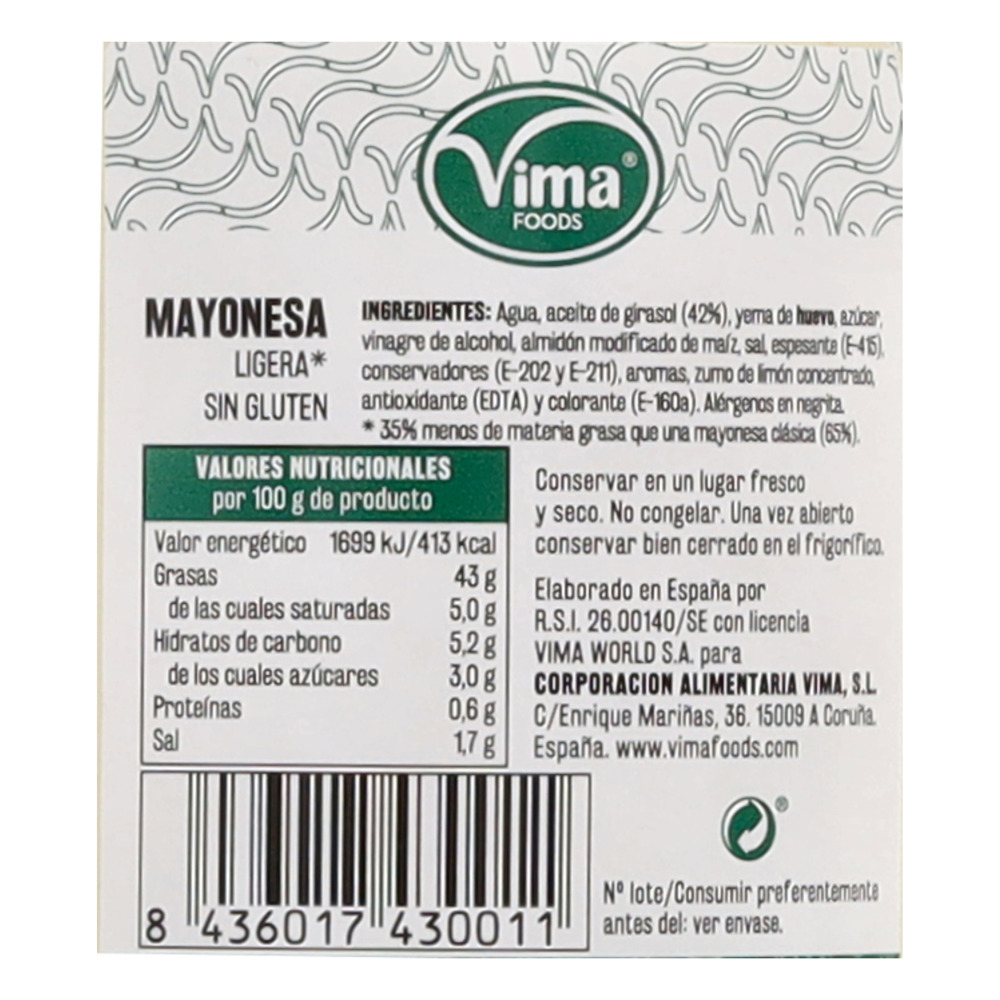 Vima®
FOODS
MAYONESA
LIGERA*
SIN GLUTEN
INGREDIENTES: Agua, aceite de girasol (42%), yema de huevo, azúcar,
vinagre de alcohol, almidón modificado de maíz, sal, espesante (E-415),
conservadores (E-202 y E-211), aromas, zumo de limón concentrado,
antioxidante (EDTA) y colorante (E-160a). Alérgenos en negrita.
* 35% menos de materia grasa que una mayonesa clásica (65%).
VALORES NUTRICIONALES
por 100 g de producto
Valor energético 1699 kJ/413 kcal
Grasas 43 g
de las cuales saturadas 5,0 g
Hidratos de carbono 5,2 g
de los cuales azúcares 3,0 g
Proteínas 0,6 g
Sal 1,7 g
Conservar en un lugar fresco
y seco. No congelar. Una vez abierto
conservar bien cerrado en el frigorífico.
Elaborado en España por
R.S.I. 26.00140/SE con licencia
VIMA WORLD S.A. para
CORPORACION ALIMENTARIA VIMA, S.L.
C/Enrique Mariñas, 36. 15009 A Coruña.
España. www.vimafoods.com
®
8 436017 430011
Nº lote/Consumir preferentemente
antes del: ver envase.